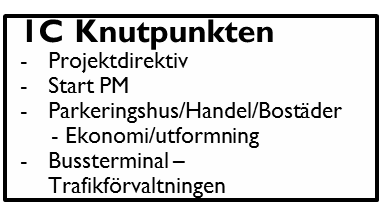 1C Knutpunkten
- Projektdirektiv
- Start PM
- Parkeringshus/Handel/Bostäder
- Ekonomi/utformning
- Bussterminal –
Trafikförvaltningen